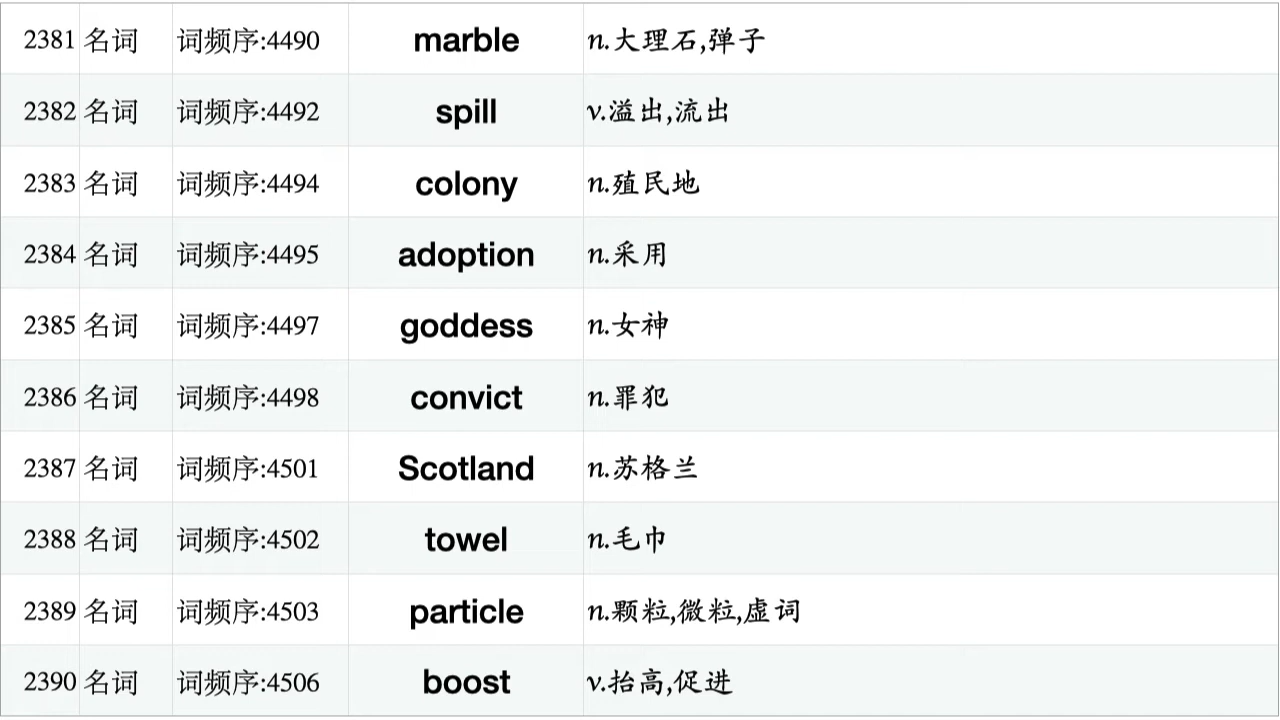 2381 名词 词频序:4490 marble n.大理石,弹子
2382 名词 词频序:4492 spill v.溢出,流出
2383 名词 词频序:4494 colony n.殖民地
2384 名词 词频序:4495 adoption n.采用
2385 名词 词频序:4497 goddess n.女神
2386 名词 词频序:4498 convict n.罪犯
2387 名词 词频序:4501 Scotland n.苏格兰
2388 名词 词频序:4502 towel n.毛巾
2389 名词 词频序:4503 particle n.颗粒,微粒,虚词
2390 名词 词频序:4506 boost v.抬高,促进